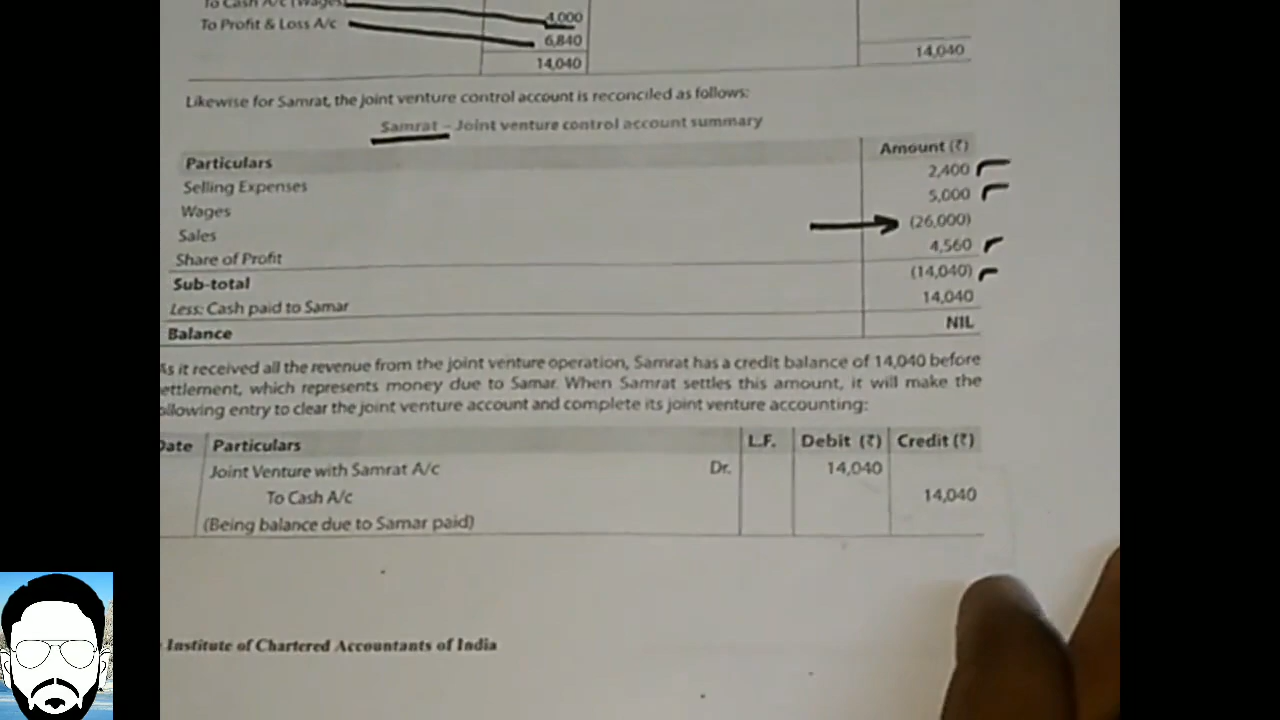 To Cash A/c (Wages) 4,000
To Profit & Loss A/c 6,840
14,040 14,040
Likewise for Samrat, the joint venture control account is reconciled as follows:
Samrat – Joint venture control account summary
Particulars Amount (₹)
Selling Expenses 2,400
Wages 5,000
Sales (26,000)
Share of Profit 4,560
Sub-total (14,040)
Less: Cash paid to Samar 14,040
Balance NIL
As it received all the revenue from the joint venture operation, Samrat has a credit balance of 14,040 before
ettlement, which represents money due to Samar. When Samrat settles this amount, it will make the
ollowing entry to clear the joint venture account and complete its joint venture accounting:
Date Particulars L.F. Debit (₹) Credit (₹)
Joint Venture with Samrat A/c Dr. 14,040
To Cash A/c 14,040
(Being balance due to Samar paid)
Institute of Chartered Accountants of India